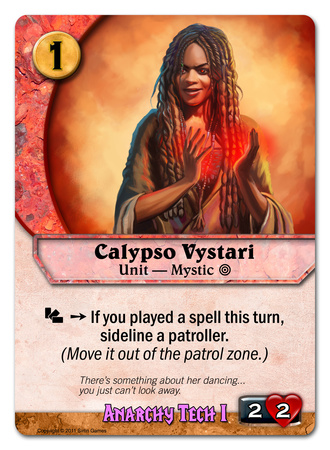 1
Calypso Vystari
Unit — Mystic
→ If you played a spell this turn,
sideline a patroller.
(Move it out of the patrol zone.)
There's something about her dancing...
you just can't look away.
Anarchy Tech I
2 2
Copyright © 2011 Sirlin Games